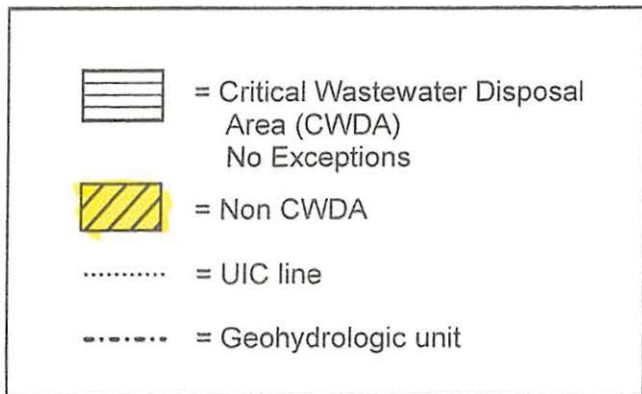 = Critical Wastewater Disposal
Area (CWDA)
No Exceptions
= Non CWDA
= UIC line
= Geohydrologic unit